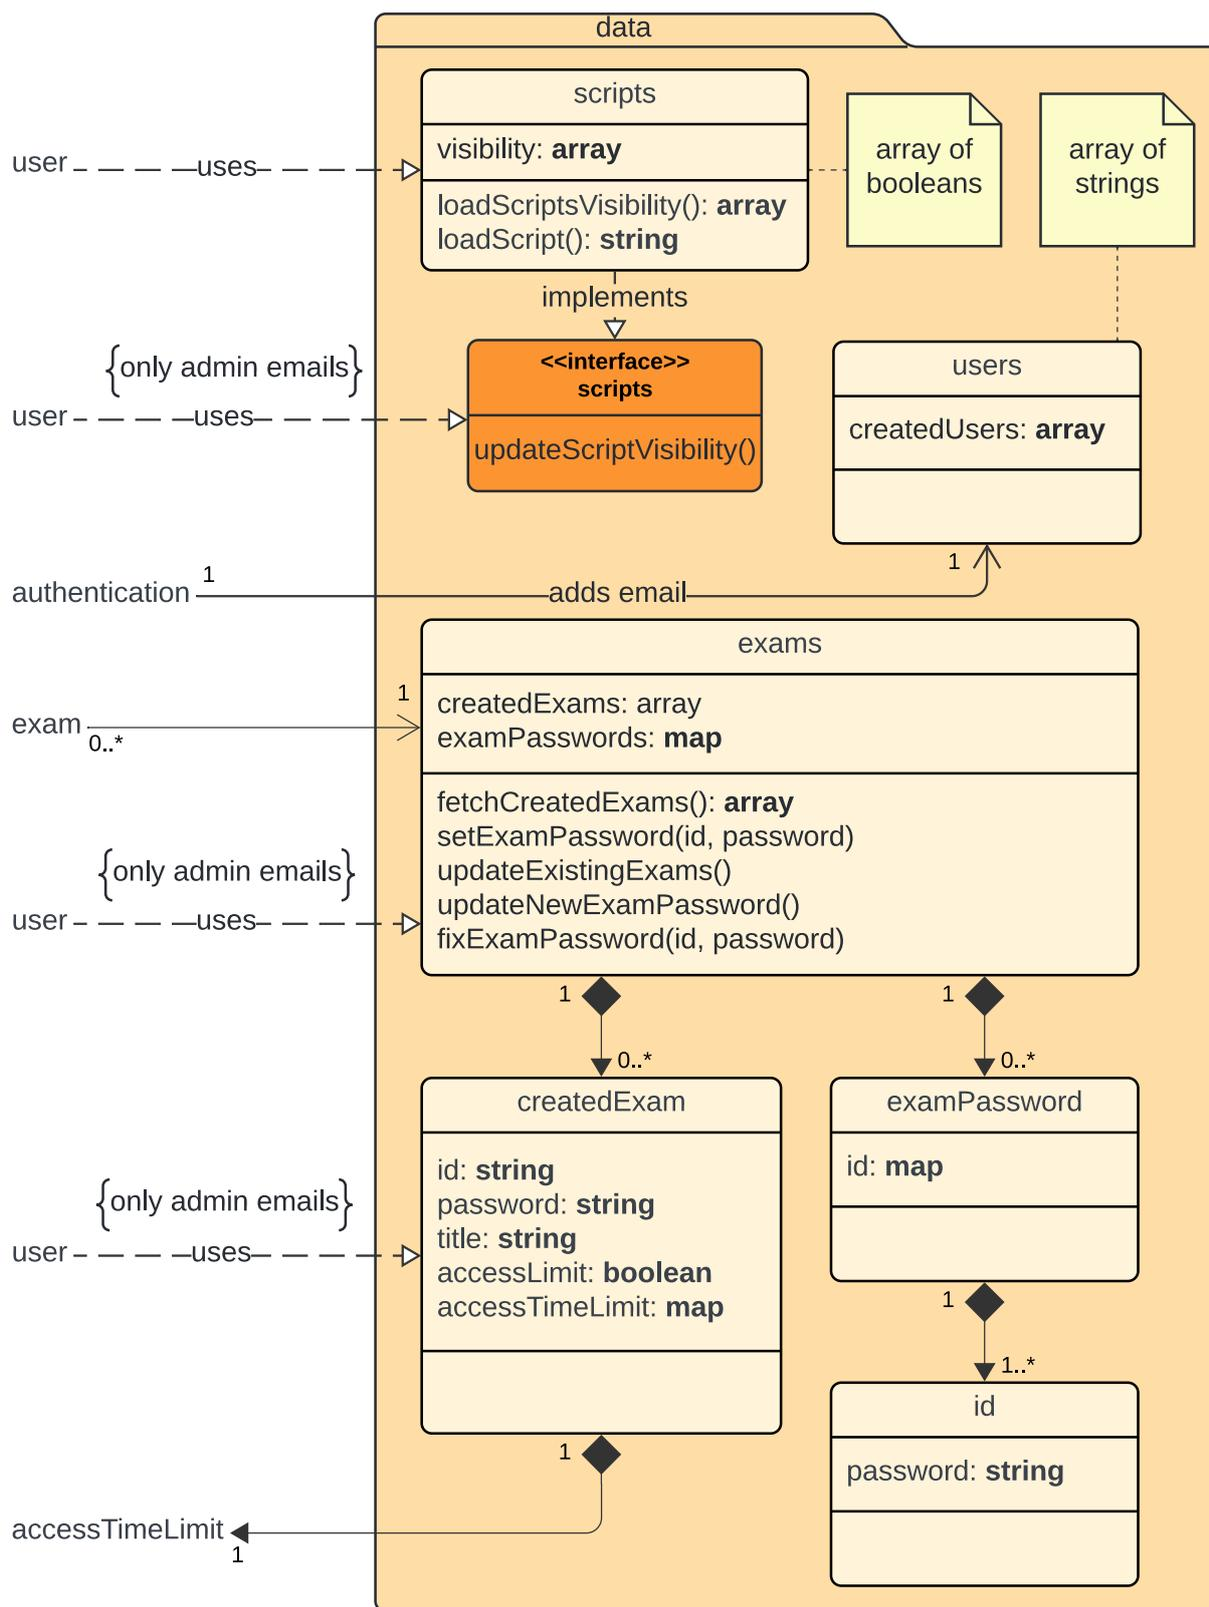 data
scripts
visibility: array
loadScriptsVisibility(): array
loadScript(): string
array of
booleans
array of
strings
user
uses
implements
{only admin emails}
<<interface>>
scripts
updateScriptVisibility()
user
uses
users
createdUsers: array
1
authentication
1
adds email
exams
createdExams: array
examPasswords: map
fetchCreatedExams(): array
setExamPassword(id, password)
updateExistingExams()
updateNewExamPassword()
fixExamPassword(id, password)
1
exam
0..*
{only admin emails}
user
uses
1
0..*
1
0..*
createdExam
id: string
password: string
title: string
accessLimit: boolean
accessTimeLimit: map
examPassword
id: map
{only admin emails}
user
uses
1
1..*
id
password: string
1
accessTimeLimit
1